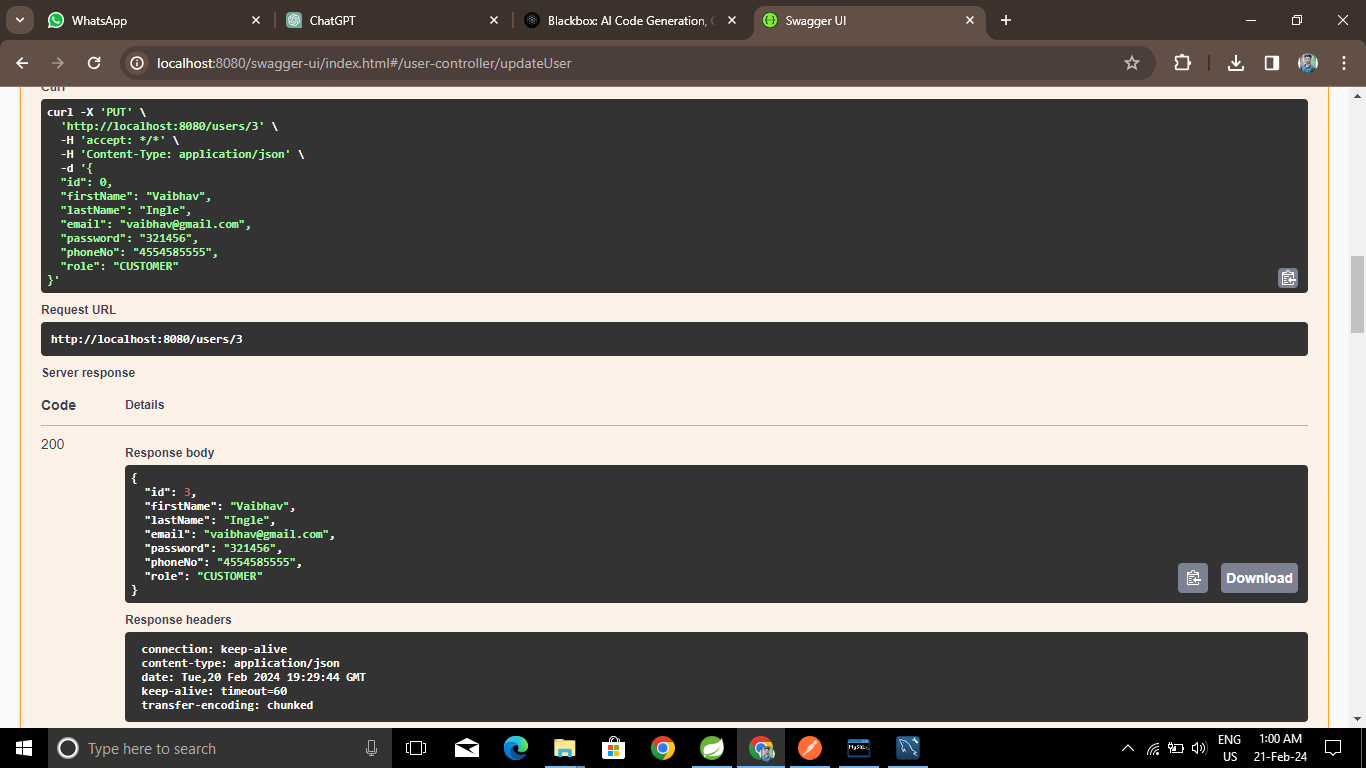 WhatsApp
ChatGPT
Blackbox: AI Code Generation,
Swagger UI
localhost:8080/swagger-ui/index.html#/user-controller/updateUser
Curl
curl -X 'PUT' \
'http://localhost:8080/users/3' \
-H 'accept: */*' \
-H 'Content-Type: application/json' \
-d '{
"id": 0,
"firstName": "Vaibhav",
"lastName": "Ingle",
"email": "vaibhav@gmail.com",
"password": "321456",
"phoneNo": "4554585555",
"role": "CUSTOMER"
}'
Request URL
http://localhost:8080/users/3
Server response
Code Details
200
Response body
{
"id": 3,
"firstName": "Vaibhav",
"lastName": "Ingle",
"email": "vaibhav@gmail.com",
"password": "321456",
"phoneNo": "4554585555",
"role": "CUSTOMER"
}
Download
Response headers
connection: keep-alive
content-type: application/json
date: Tue,20 Feb 2024 19:29:44 GMT
keep-alive: timeout=60
transfer-encoding: chunked
Type here to search
MySQL
ENG
US
1:00 AM
21-Feb-24